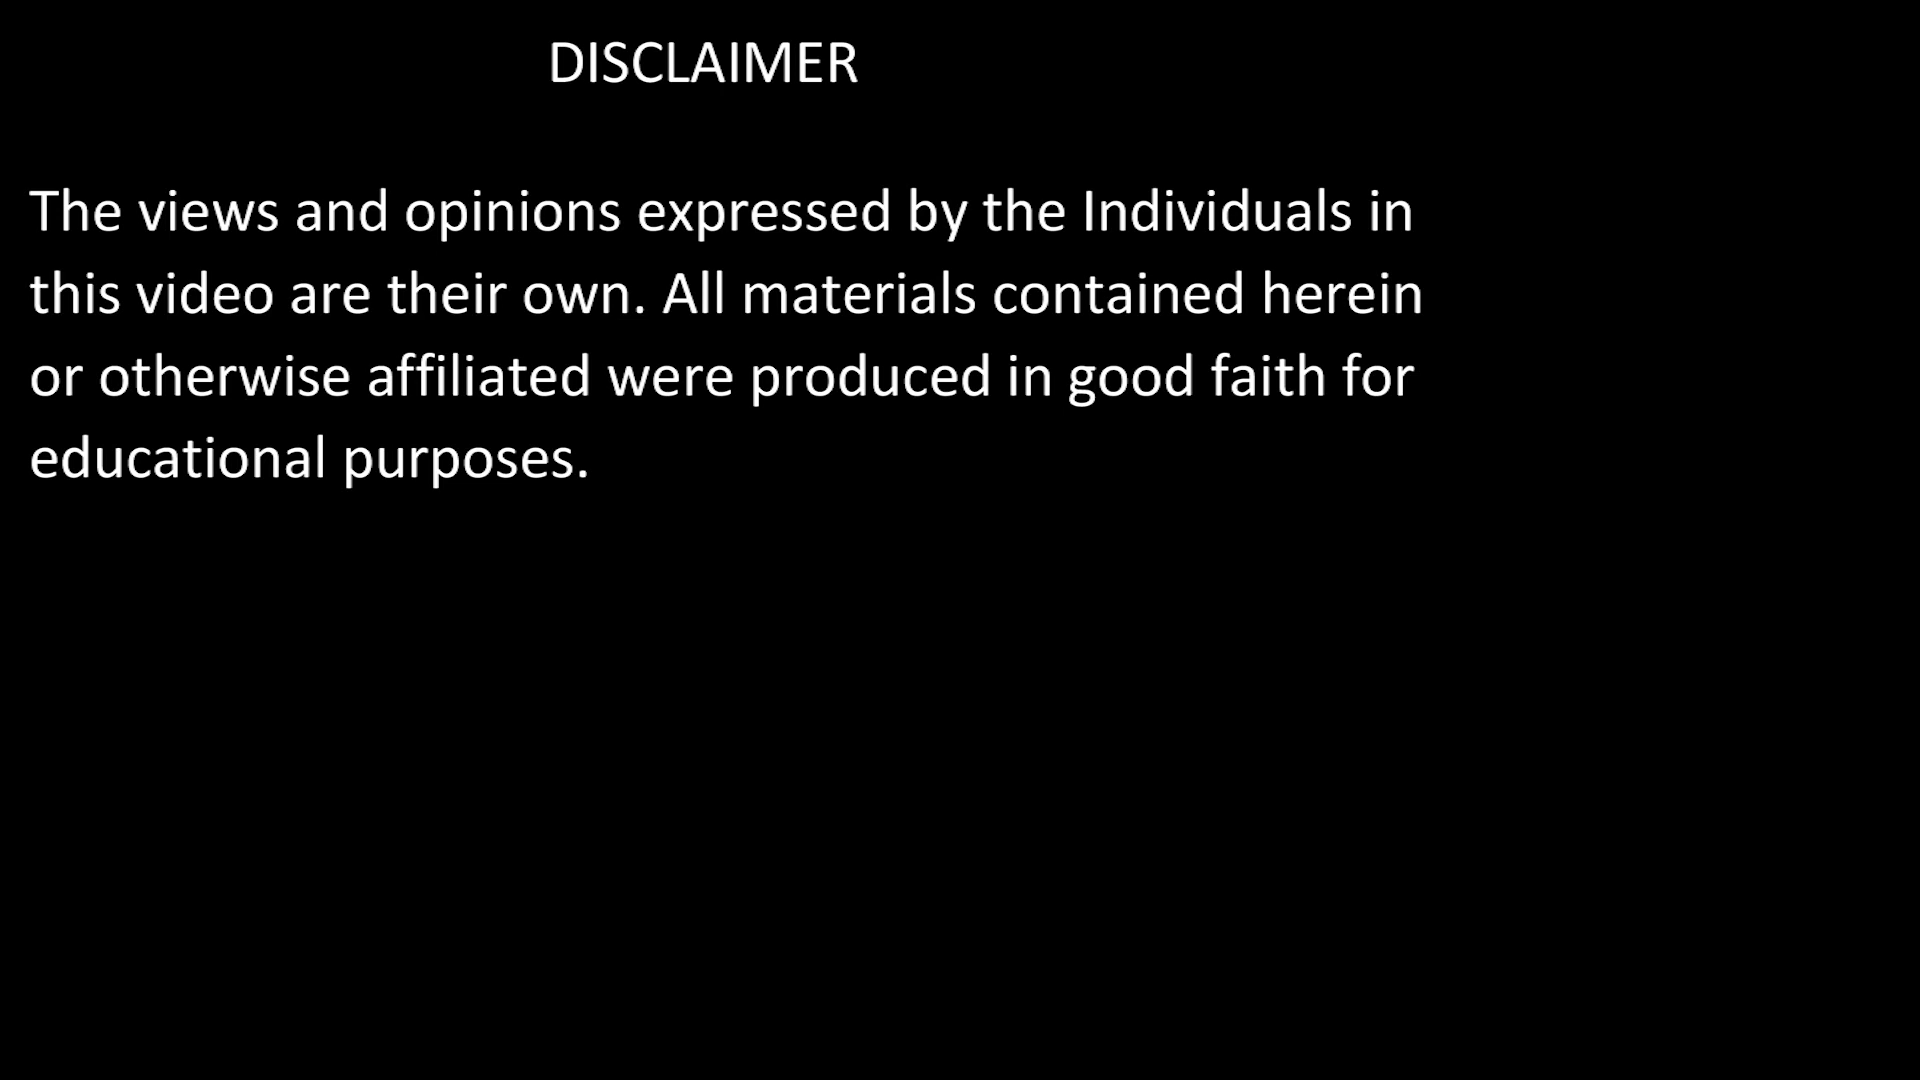 DISCLAIMER
The views and opinions expressed by the Individuals in
this video are their own. All materials contained herein
or otherwise affiliated were produced in good faith for
educational purposes.